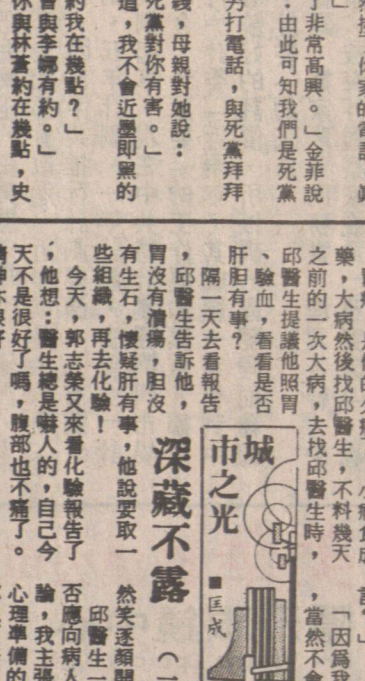 了非常高興。」金菲說
：由此可知我們是死黨
另打電話，與死黨拜拜
錢，母親對她說：
死黨對你有害。」
道，我不會近墨即黑的
約我在幾點？」
會與李娜有約。」
你與林蒼約在幾點，史
藥，大病然後找邱醫生，不料幾天
之前的一次大病，去找邱醫生時，
邱醫生提議他照胃
、驗血，看看是否
肝胆有事？
隔一天去看報告
，邱醫生告訴他，
胃沒有潰瘍，胆沒
有生石，懷疑肝有事，他說要取一
些組織，再去化驗！
今天，郭志榮又來看化驗報告了
，他想：醫生總是嚇人的，自己今
天不是很好了嗎，腹部也不痛了。
城市之光
■匡成
深藏不露
「因爲我
，當然不會
然笑逐顏開
邱醫生一
否應向病人
論，我主張
心理準備的